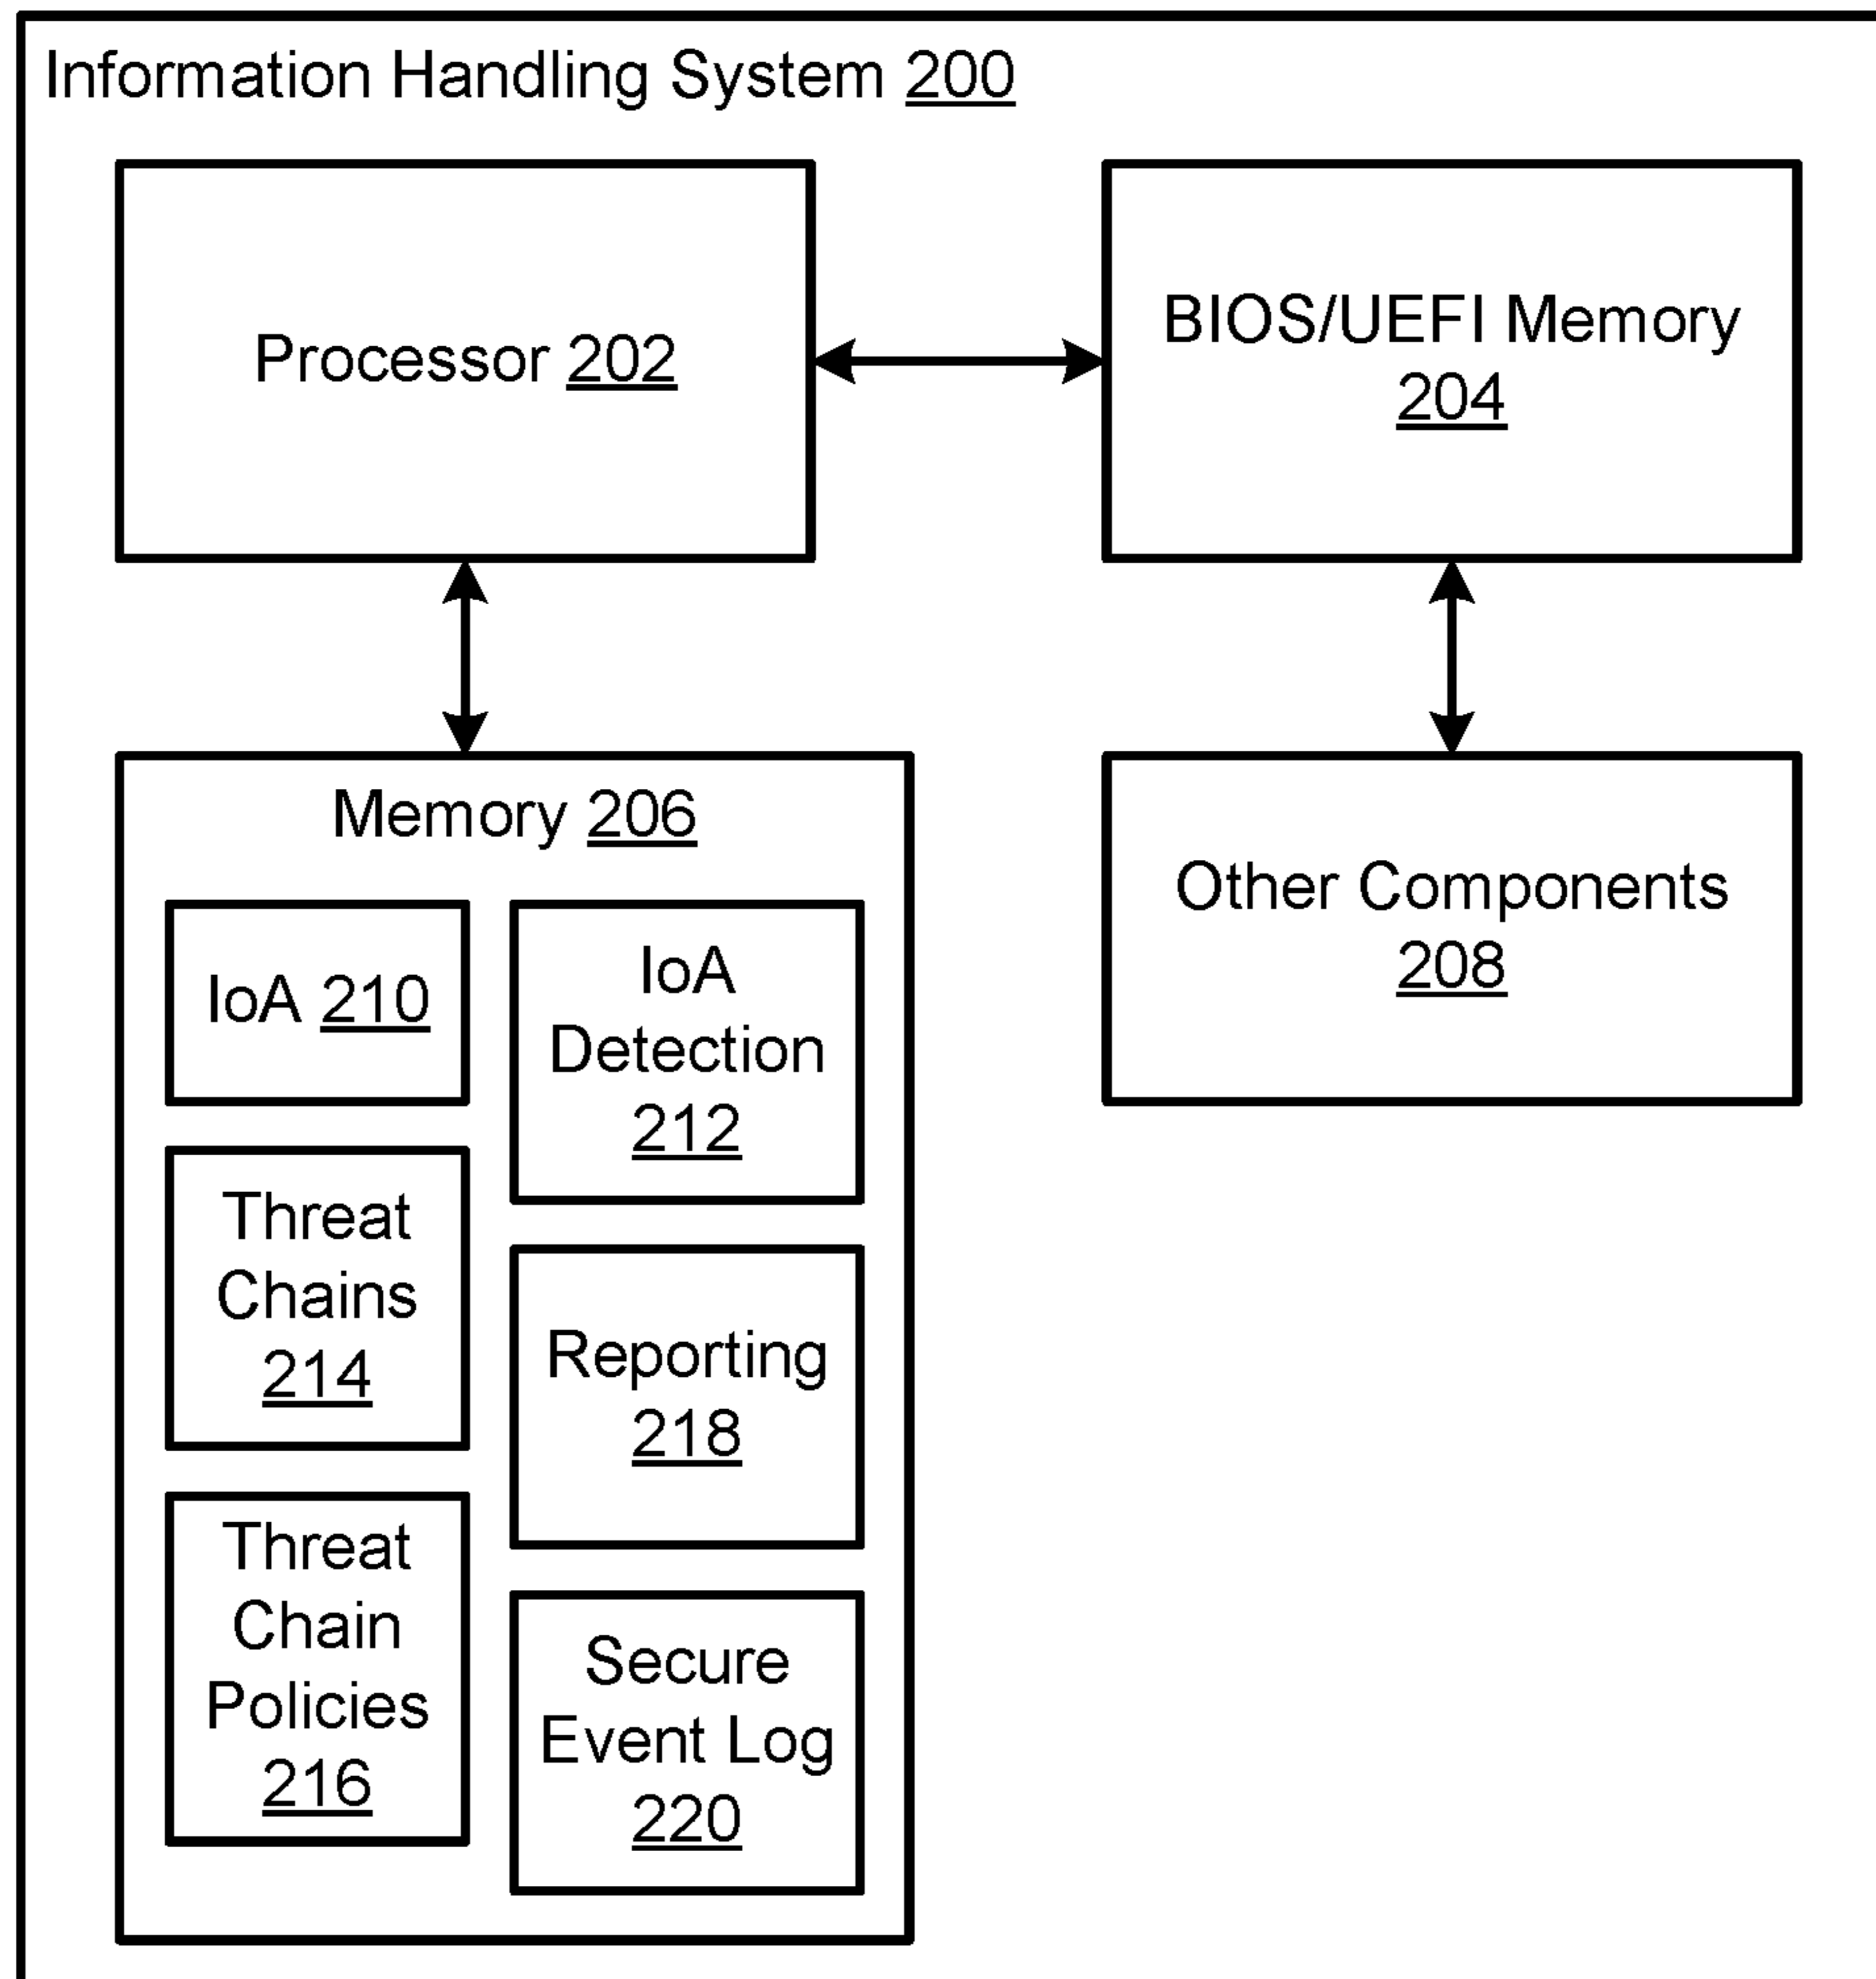 Information Handling System 200
Processor 202
BIOS/UEFI Memory
204
Memory 206
Other Components
208
IoA 210
IoA
Detection
212
Threat
Chains
214
Reporting
218
Threat
Chain
Policies
216
Secure
Event Log
220